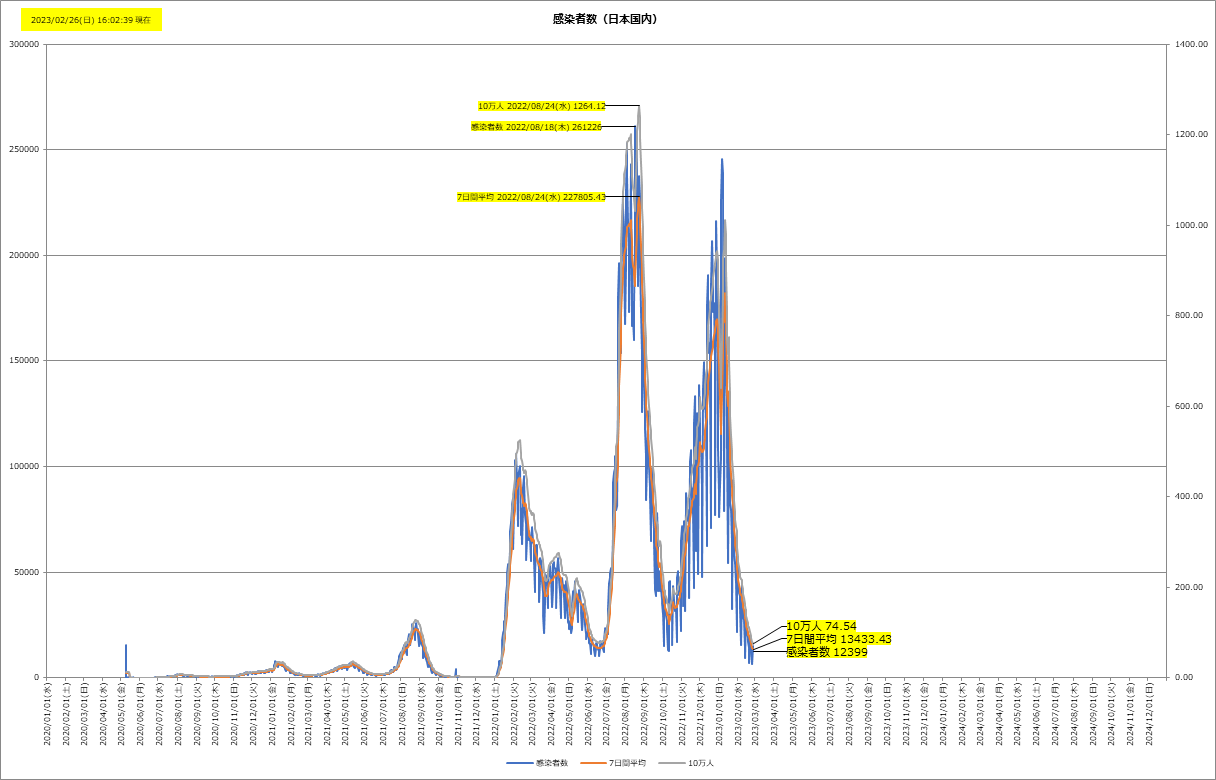 2023/02/26(日) 16:02:39 現在
感染者数（日本国内）
300000
250000
200000
150000
100000
50000
0
1400.00
1200.00
1000.00
800.00
600.00
400.00
200.00
0.00
10万人 2022/08/24(水) 1264.12
感染者数 2022/08/18(木) 261226
7日間平均 2022/08/24(水) 227805.43
10万人 74.54
7日間平均 13433.43
感染者数 12399
2020/01/01(水)
2020/02/01(土)
2020/03/01(日)
2020/04/01(水)
2020/05/01(金)
2020/06/01(月)
2020/07/01(水)
2020/08/01(土)
2020/09/01(火)
2020/10/01(木)
2020/11/01(日)
2020/12/01(火)
2021/01/01(金)
2021/02/01(月)
2021/03/01(月)
2021/04/01(木)
2021/05/01(土)
2021/06/01(火)
2021/07/01(木)
2021/08/01(日)
2021/09/01(水)
2021/10/01(金)
2021/11/01(月)
2021/12/01(水)
2022/01/01(土)
2022/02/01(火)
2022/03/01(火)
2022/04/01(金)
2022/05/01(日)
2022/06/01(水)
2022/07/01(金)
2022/08/01(月)
2022/09/01(木)
2022/10/01(土)
2022/11/01(火)
2022/12/01(木)
2023/01/01(日)
2023/02/01(水)
2023/03/01(水)
2023/04/01(土)
2023/05/01(月)
2023/06/01(木)
2023/07/01(土)
2023/08/01(火)
2023/09/01(金)
2023/10/01(日)
2023/11/01(水)
2023/12/01(金)
2024/01/01(月)
2024/02/01(木)
2024/03/01(金)
2024/04/01(月)
2024/05/01(水)
2024/06/01(土)
2024/07/01(月)
2024/08/01(木)
2024/09/01(日)
2024/10/01(火)
2024/11/01(金)
2024/12/01(日)
感染者数 7日間平均 10万人